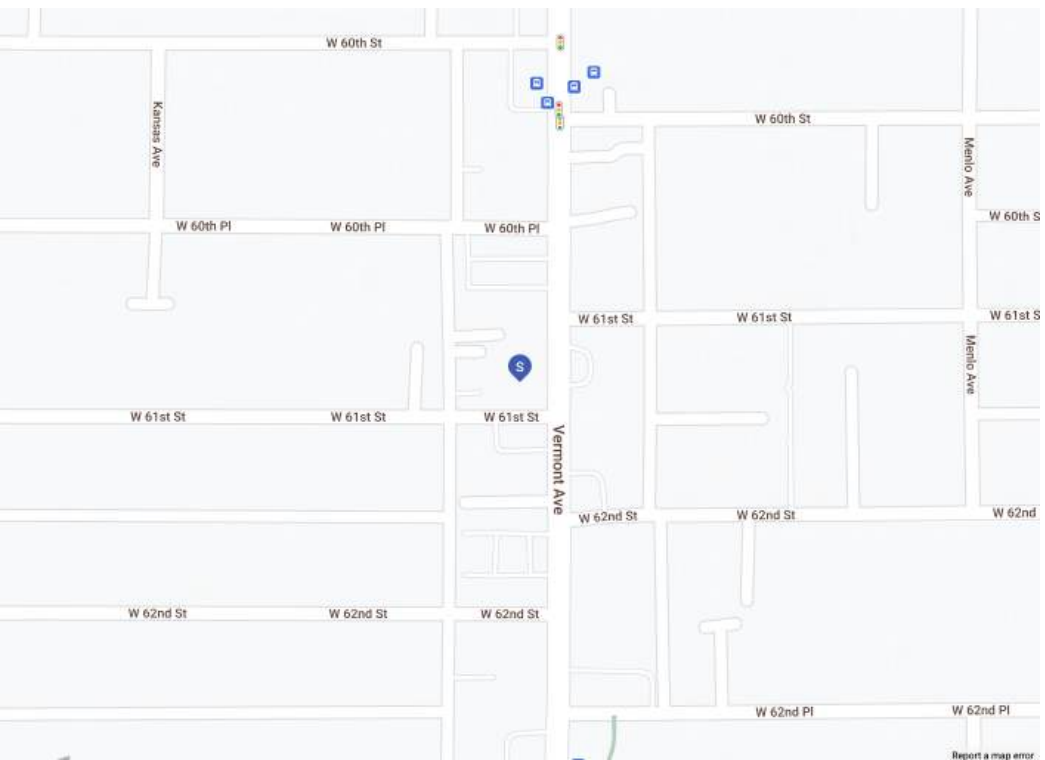 W 60th St
Kansas Ave
W 60th St
Menlo Ave
W 60th S
W 60th Pl
W 60th Pl
W 60th Pl
W 61st St
W 61st St
W 61st S
Menlo Ave
S
W 61st St
W 61st St
W 61st St
Vermont Ave
W 62nd St
W 62nd St
W 62nd
W 62nd St
W 62nd St
W 62nd St
W 62nd Pl
W 62nd Pl
Report a map error